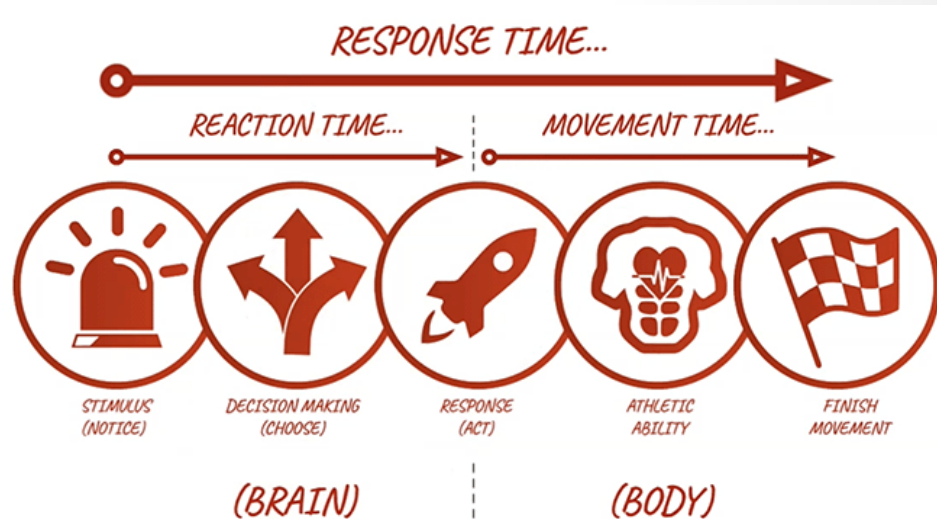 RESPONSE TIME...
REACTION TIME...
MOVEMENT TIME...
STIMULUS
(NOTICE)
DECISION MAKING
(CHOOSE)
RESPONSE
(ACT)
ATHLETIC
ABILITY
FINISH
MOVEMENT
(BRAIN)
(BODY)